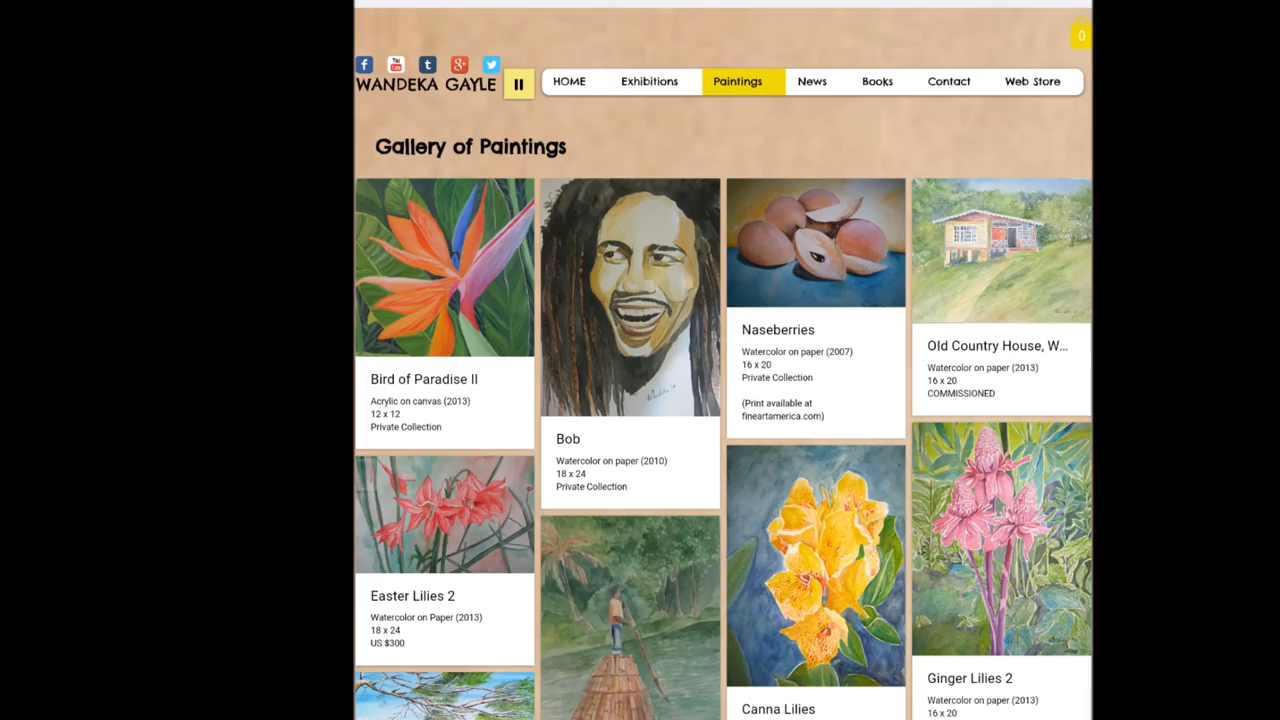 0
f
You
Tube
t
g+
WANDEKA GAYLE
HOME
Exhibitions
Paintings
News
Books
Contact
Web Store
Gallery of Paintings
Bird of Paradise II
Acrylic on canvas (2013)
12 x 12
Private Collection
Easter Lilies 2
Watercolor on Paper (2013)
18 x 24
US $300
Bob
Watercolor on paper (2010)
18 x 24
Private Collection
Naseberries
Watercolor on paper (2007)
16 x 20
Private Collection
(Print available at
fineartamerica.com)
Canna Lilies
Old Country House, W...
Watercolor on paper (2013)
16 x 20
COMMISSIONED
Ginger Lilies 2
Watercolor on paper (2013)
16 x 20